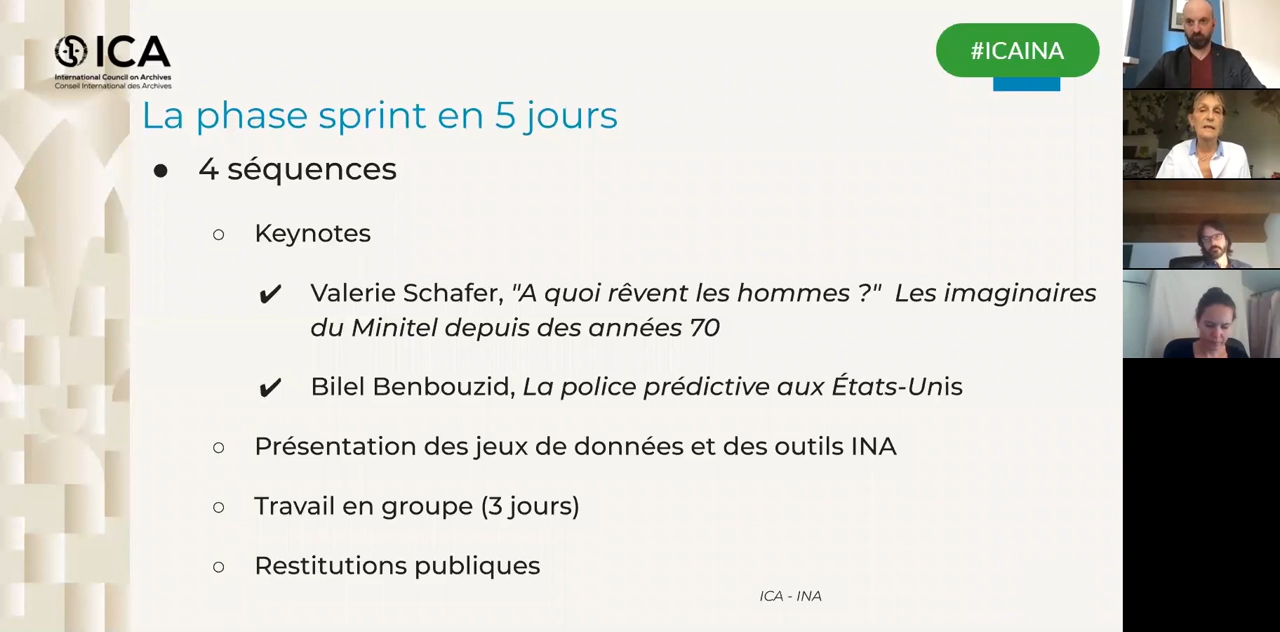 ICA
International Council on Archives
Conseil International des Archives
#ICAINA
La phase sprint en 5 jours
● 4 séquences
○ Keynotes
✔ Valerie Schafer, "A quoi rêvent les hommes ?" Les imaginaires
du Minitel depuis des années 70
✔ Bilel Benbouzid, La police prédictive aux États-Unis
○ Présentation des jeux de données et des outils INA
○ Travail en groupe (3 jours)
○ Restitutions publiques
ICA - INA